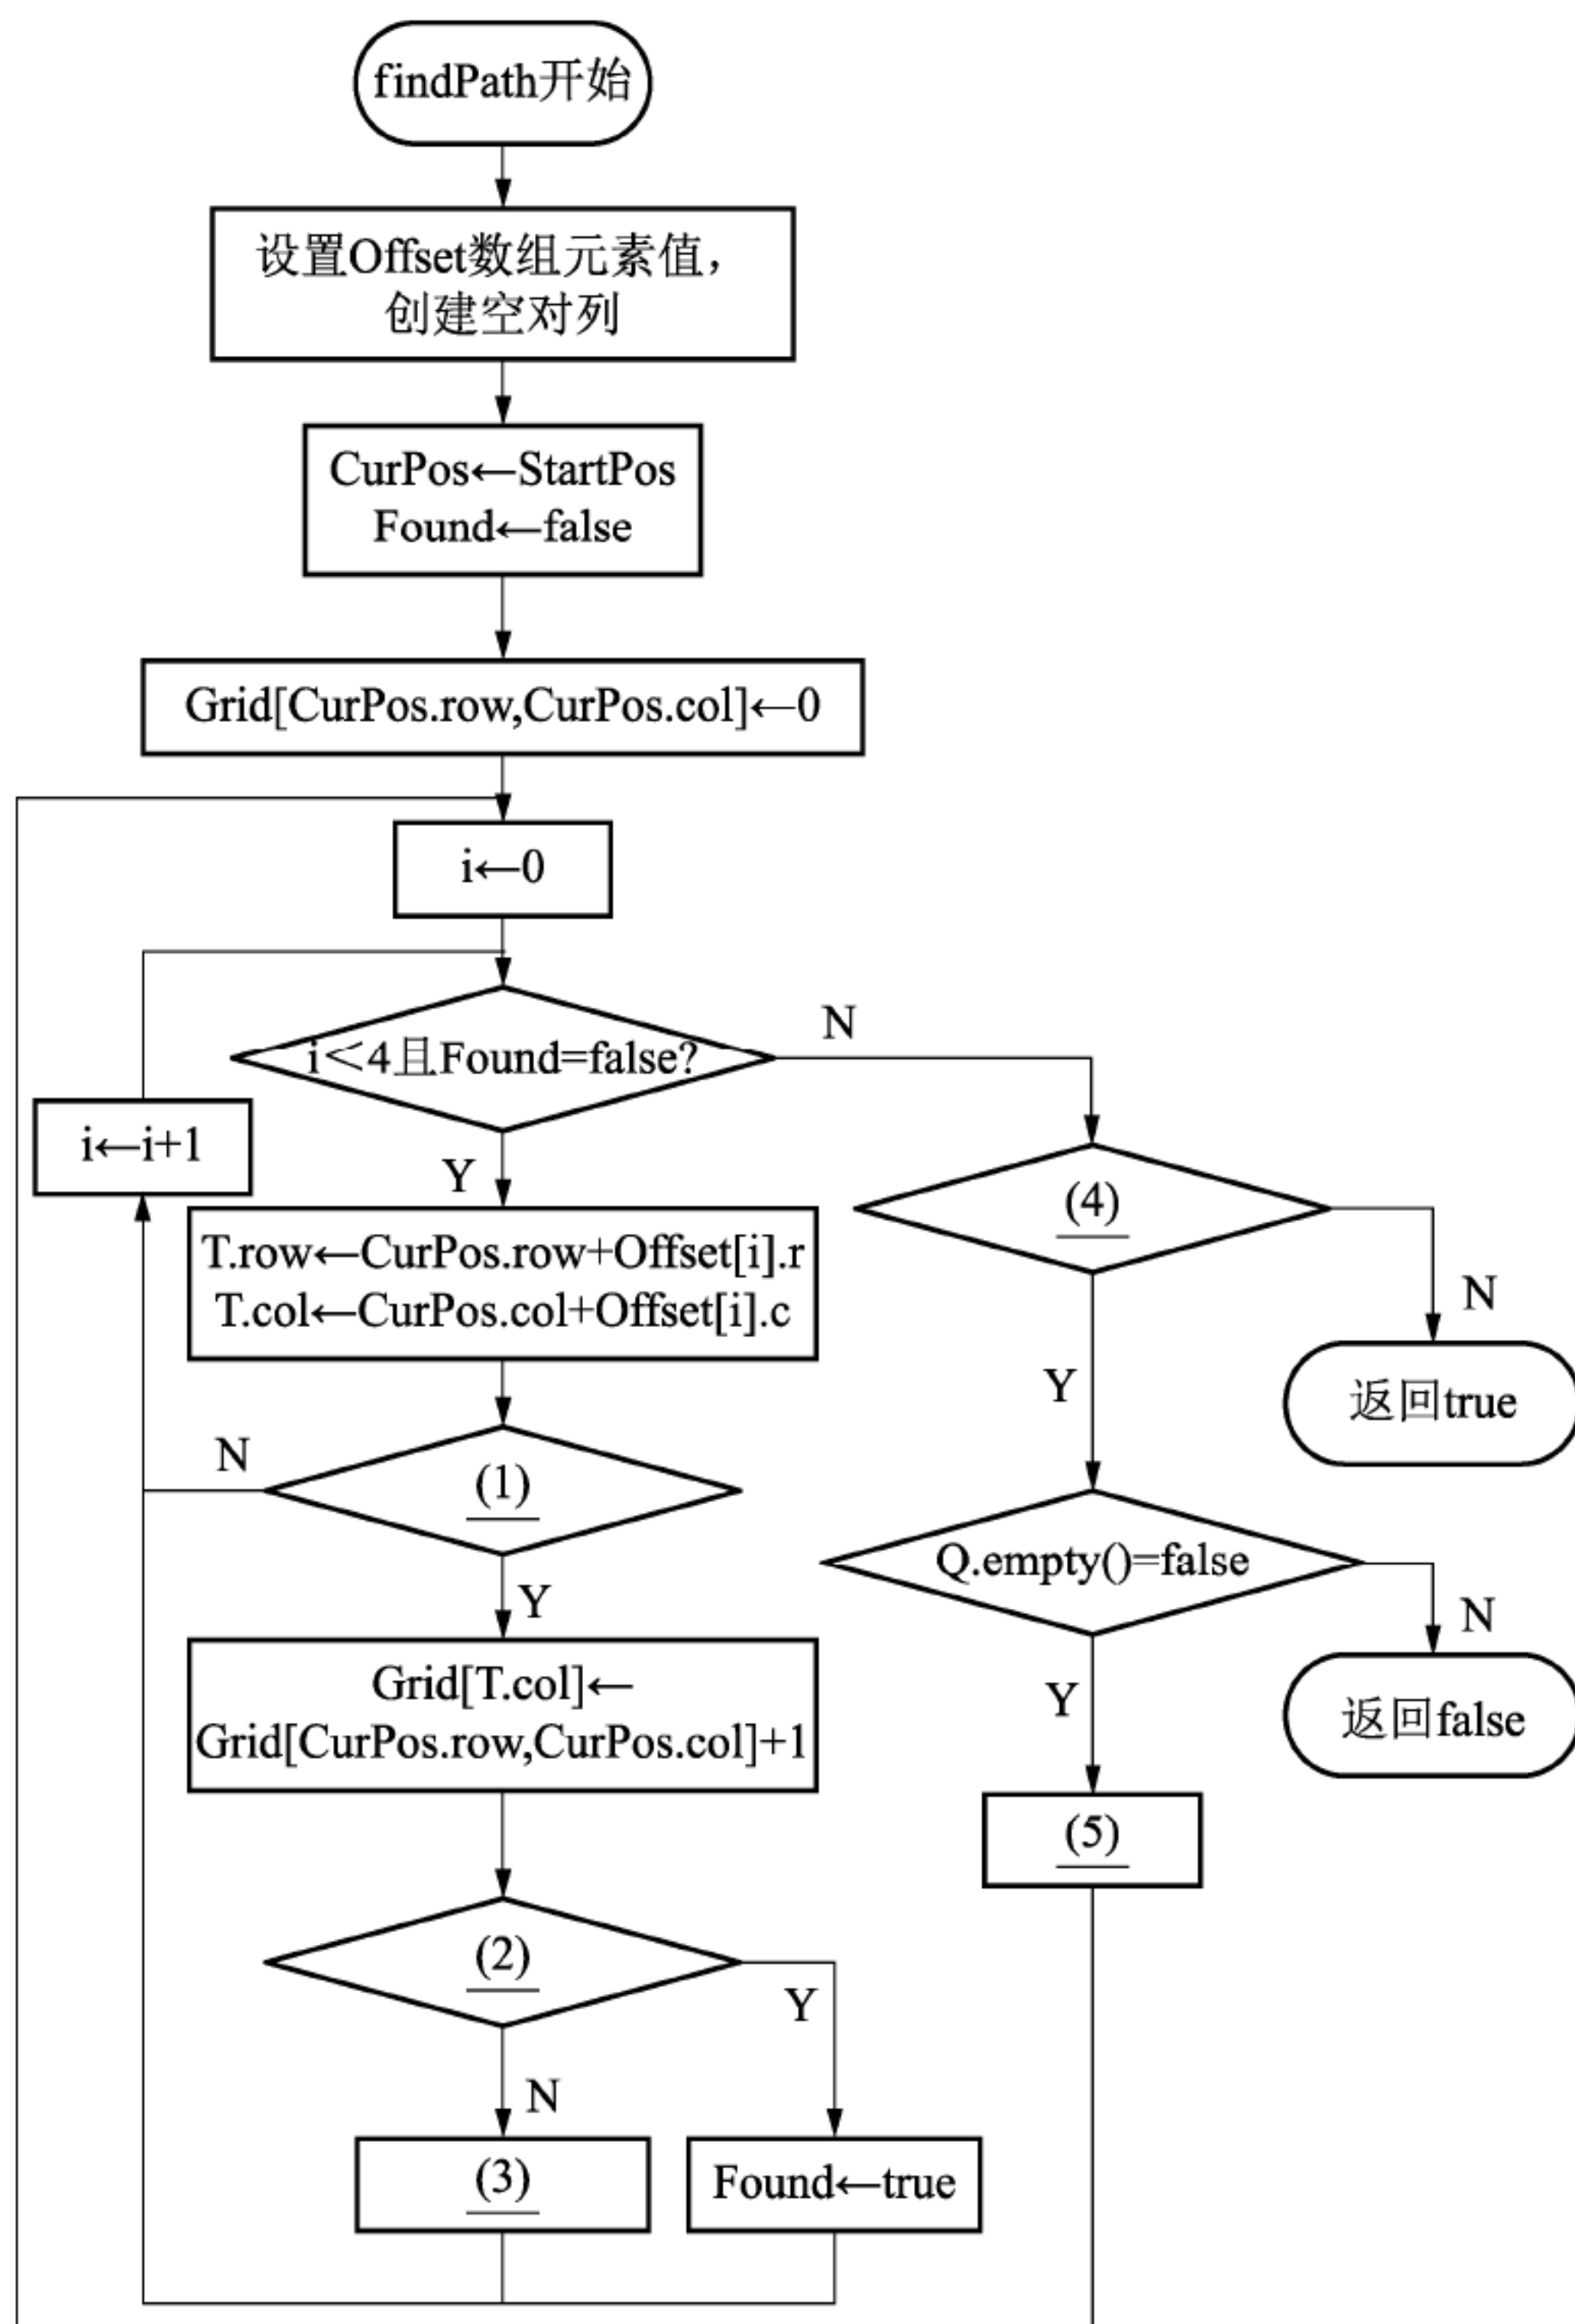 findPath开始
设置Offset数组元素值，
创建空对列
CurPos←StartPos
Found←false
Grid[CurPos.row,CurPos.col]←0
i←0
i<4且Found=false?
N
i←i+1
Y
T.row←CurPos.row+Offset[i].r
T.col←CurPos.col+Offset[i].c
(4)
N
Y
返回true
N
(1)
Y
Q.empty()=false
N
Grid[T.col]←
Grid[CurPos.row,CurPos.col]+1
Y
返回false
(5)
(2)
Y
N
(3)
Found←true